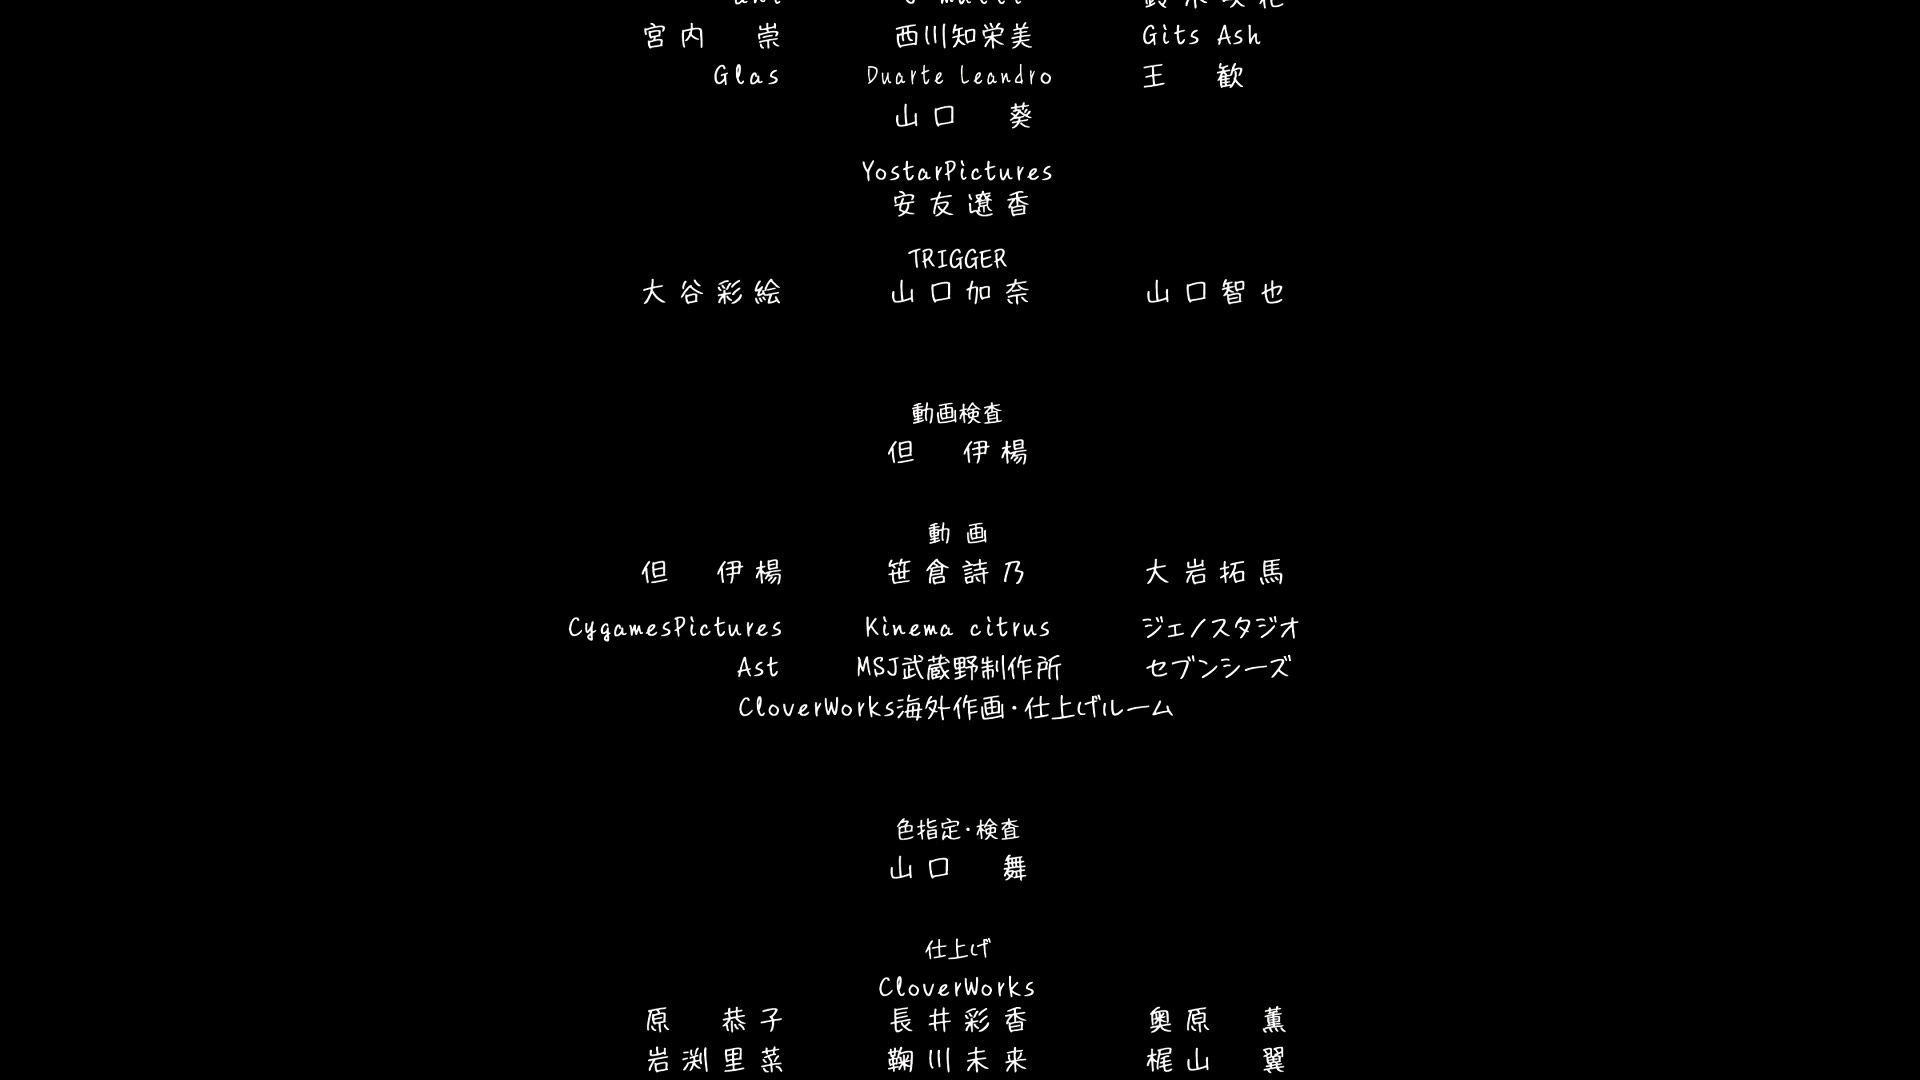 宮内 崇 西川知栄美 Gits Ash
Glas Duarte Leandro 王 歓
山口 葵
YostarPictures
安友遼香
TRIGGER
大谷彩絵 山口加奈 山口智也
動画検査
但 伊楊
動画
但 伊楊 笹倉詩乃 大岩拓馬
CygamesPictures Kinema citrus ジェノスタジオ
Ast MSJ武蔵野制作所 セブンシーズ
CloverWorks海外作画・仕上げルーム
色指定・検査
山口 舞
仕上げ
CloverWorks
原 恭子 長井彩香 奥原 薫
岩渕里菜 鞠川未来 梶山 翼